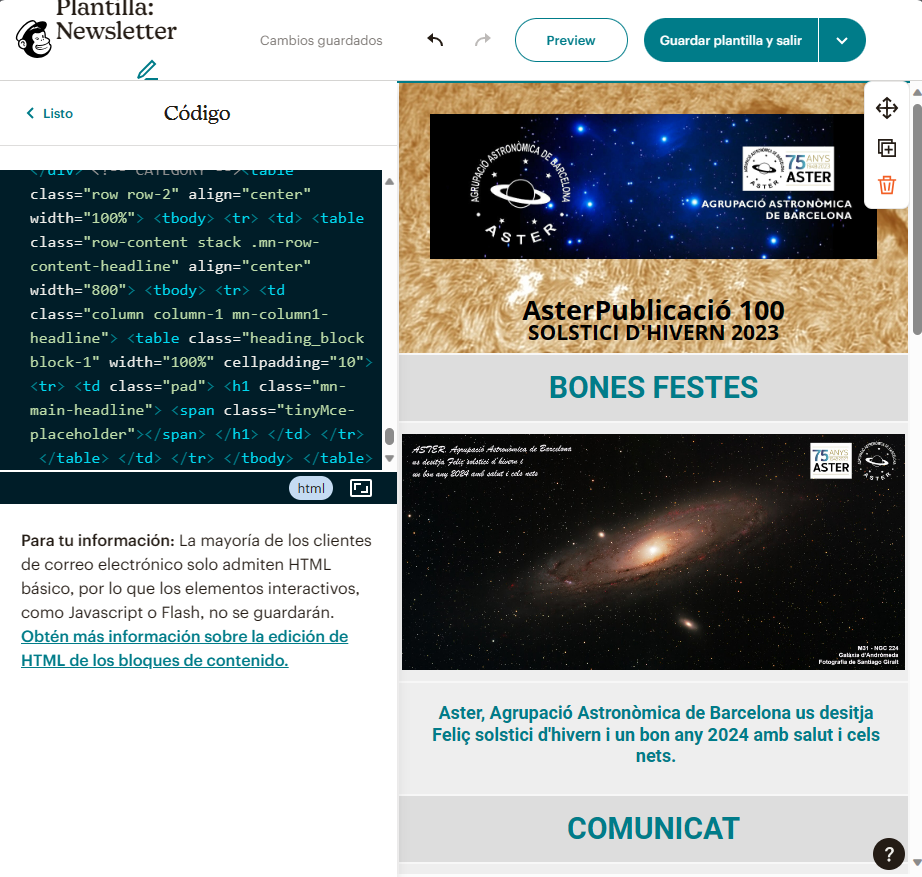 Plantilla:
Newsletter
Cambios guardados
Preview
Guardar plantilla y salir
Listo
Código
</div> <!-- CATEGORY --><table
class="row row-2" align="center"
width="100%"> <tbody> <tr> <td> <table
class="row-content stack .mn-row-
content-headline" align="center"
width="800"> <tbody> <tr> <td
class="column column-1 mn-column1-
headline"> <table class="heading_block
block-1" width="100%" cellpadding="10">
<tr> <td class="pad"> <h1 class="mn-
main-headline"> <span class="tinyMce-
placeholder"></span> </h1> </td> </tr>
</table> </td> </tr> </tbody> </table>
html
Para tu información: La mayoría de los clientes
de correo electrónico solo admiten HTML
básico, por lo que los elementos interactivos,
como Javascript o Flash, no se guardarán.
Obtén más información sobre la edición de
HTML de los bloques de contenido.
AGRUPACIÓ ASTRONÒMICA DE BARCELONA
ASTER
75 ANYS
ASTER
ASTER
AGRUPACIÓ ASTRONÒMICA
DE BARCELONA
AsterPublicació 100
SOLSTICI D'HIVERN 2023
BONES FESTES
ASTER, Agrupació Astronòmica de Barcelona
us desitja Feliç solstici d'hivern i
un bon any 2024 amb salut i cels nets
75 ANYS
ASTER
ASTER
M31 - NGC 224
Galàxia d'Andròmeda
Fotografia de Santiago Giralt
Aster, Agrupació Astronòmica de Barcelona us desitja
Feliç solstici d'hivern i un bon any 2024 amb salut i cels
nets.
COMUNICAT
?